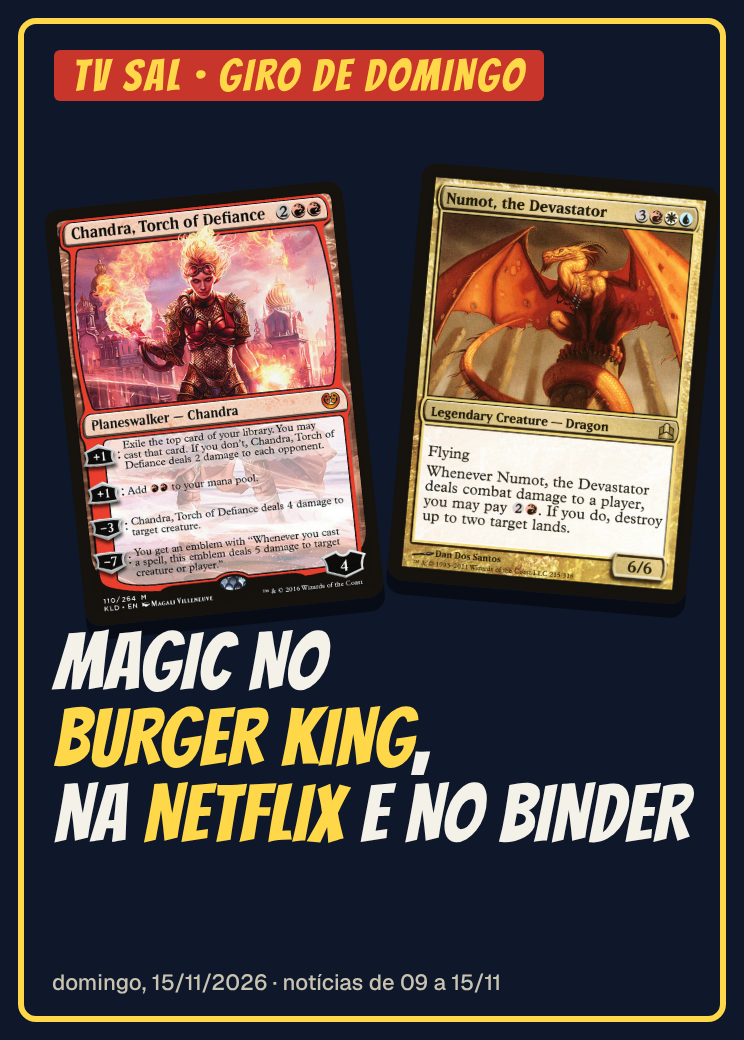 TV SAL • GIRO DE DOMINGO
Chandra, Torch of Defiance 2
Planeswalker — Chandra
+1 : Exile the top card of your library. You may
cast that card. If you don't, Chandra, Torch of
Defiance deals 2 damage to each opponent.
+1 : Add to your mana pool.
−3 : Chandra, Torch of Defiance deals 4 damage to
target creature.
−7 : You get an emblem with "Whenever you cast
a spell, this emblem deals 5 damage to target
creature or player."
4
110/264 M
KLD • EN MAGALI VILLENEUVE
™ & © 2016 Wizards of the Coast
Numot, the Devastator 3
Legendary Creature — Dragon
Flying
Whenever Numot, the Devastator
deals combat damage to a player,
you may pay 2 . If you do, destroy
up to two target lands.
Dan Dos Santos
6/6
MAGIC NO
BURGER KING,
NA NETFLIX E NO BINDER
domingo, 15/11/2026 · notícias de 09 a 15/11